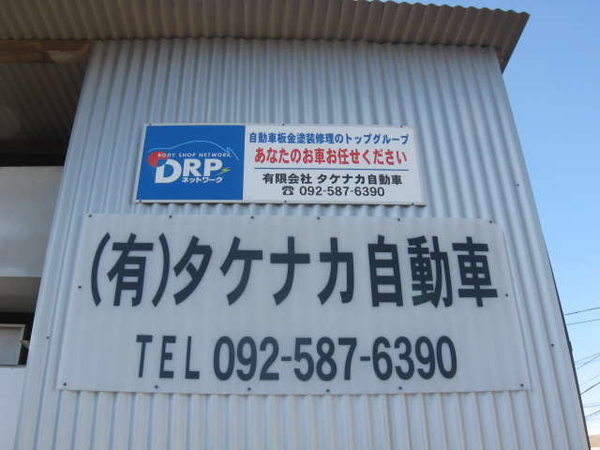 BODY SHOP NETWORK
DRP
ネットワーク
自動車板金塗装修理のトップグループ
あなたのお車お任せください
有限会社 タケナカ自動車
☎ 092-587-6390
(有)タケナカ自動車
TEL 092-587-6390